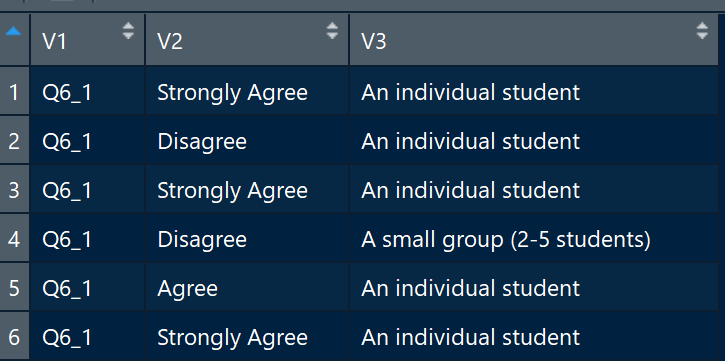 V1 V2 V3
1 Q6_1 Strongly Agree An individual student
2 Q6_1 Disagree An individual student
3 Q6_1 Strongly Agree An individual student
4 Q6_1 Disagree A small group (2-5 students)
5 Q6_1 Agree An individual student
6 Q6_1 Strongly Agree An individual student